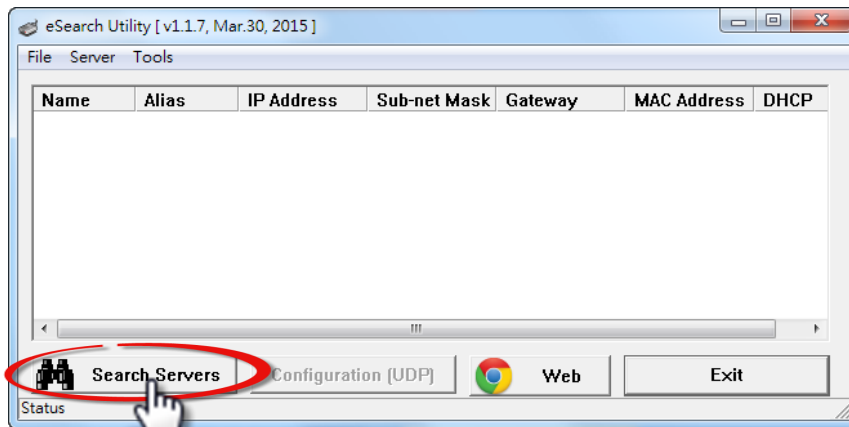 eSearch Utility [ v1.1.7, Mar.30, 2015 ]
File Server Tools
Name Alias IP Address Sub-net Mask Gateway MAC Address DHCP
Search Servers Configuration (UDP) Web Exit
Status